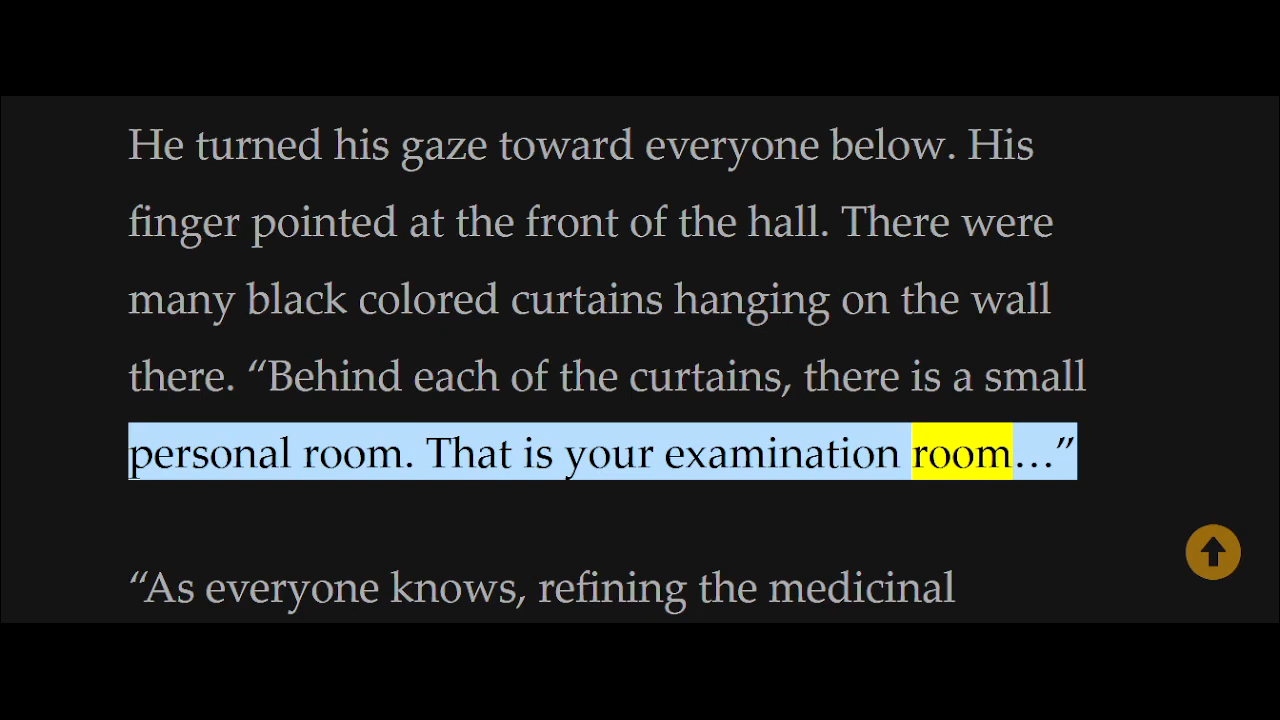 He turned his gaze toward everyone below. His
finger pointed at the front of the hall. There were
many black colored curtains hanging on the wall
there. “Behind each of the curtains, there is a small
personal room. That is your examination room…”
“As everyone knows, refining the medicinal